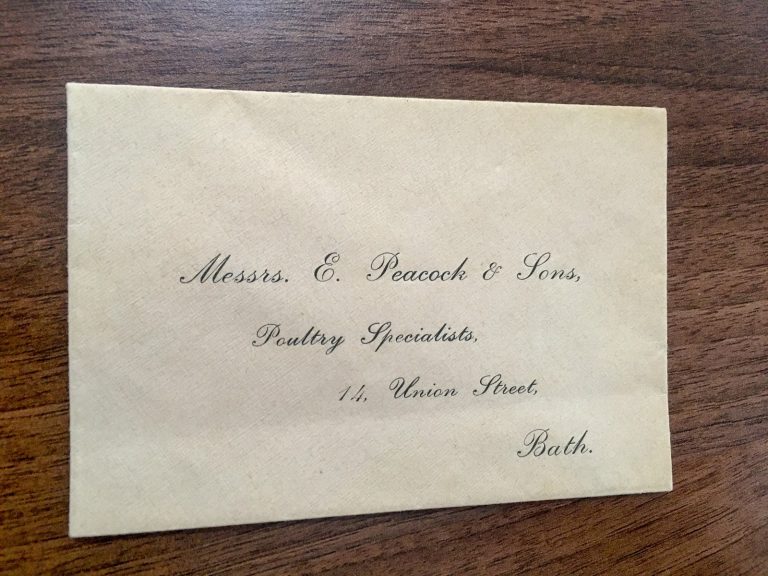 Messrs. E. Peacock & Sons,
Poultry Specialists,
14, Union Street,
Bath.